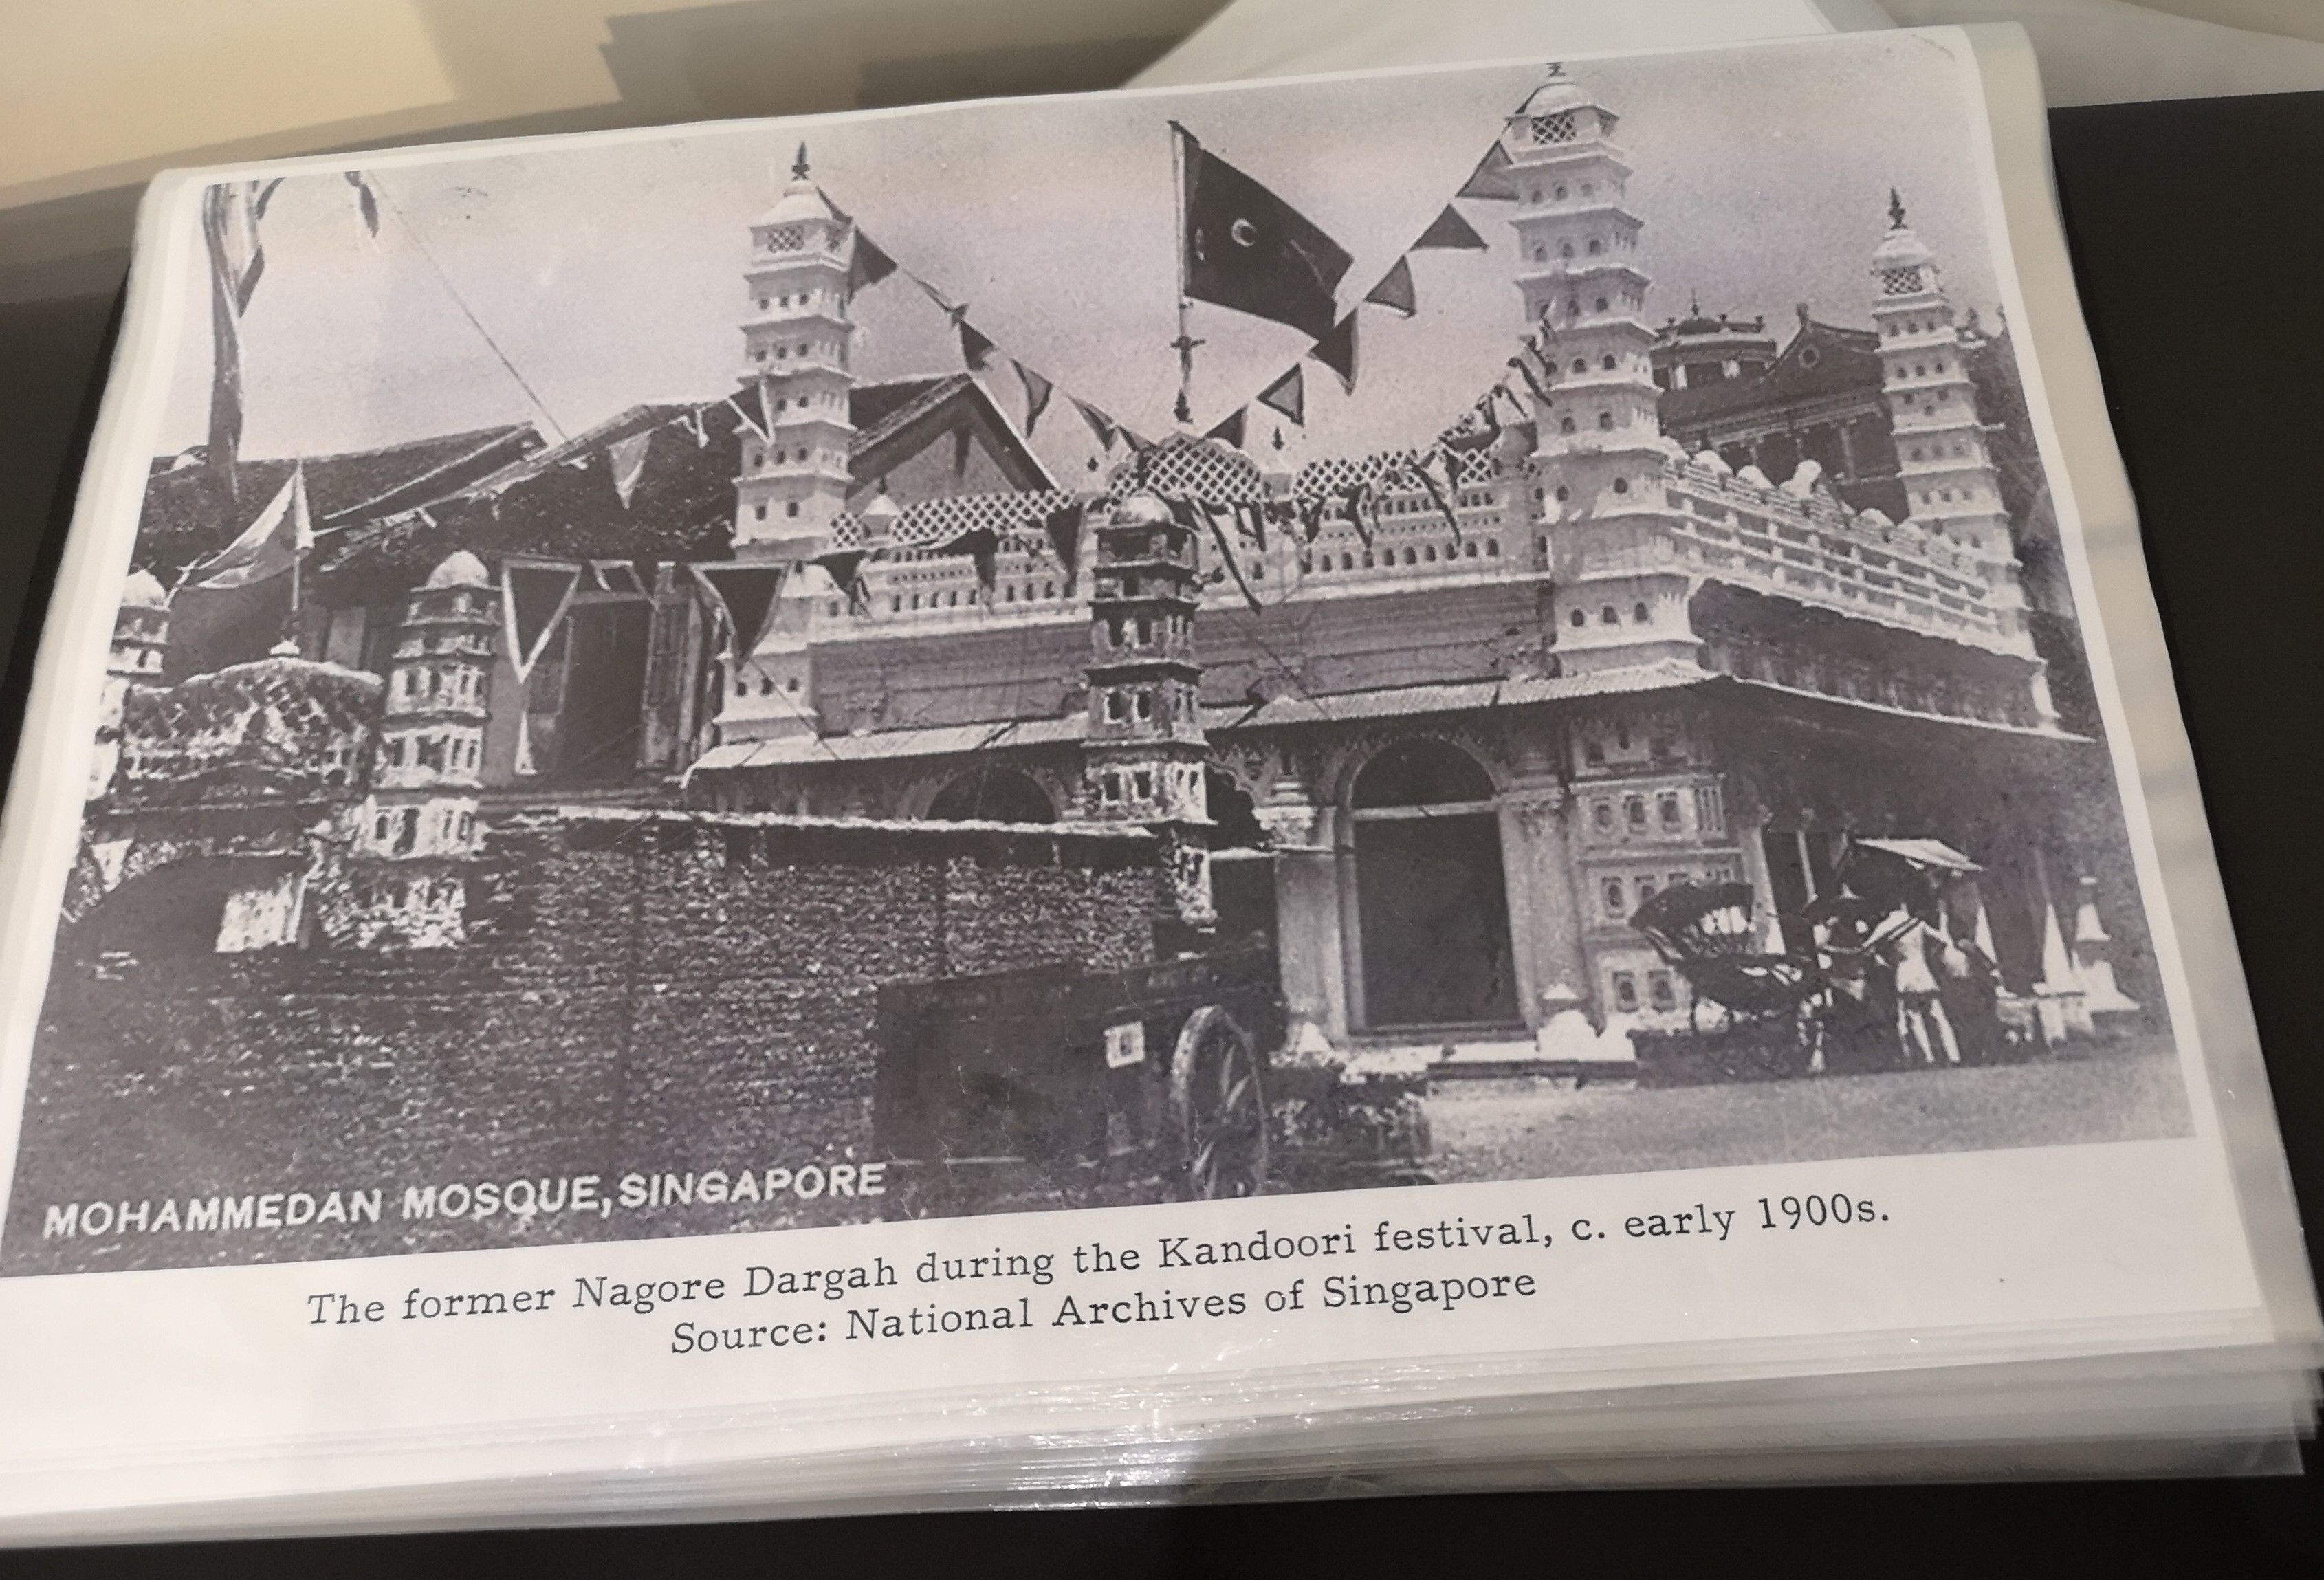 MOHAMMEDAN MOSQUE, SINGAPORE
The former Nagore Dargah during the Kandoori festival, c. early 1900s.
Source: National Archives of Singapore